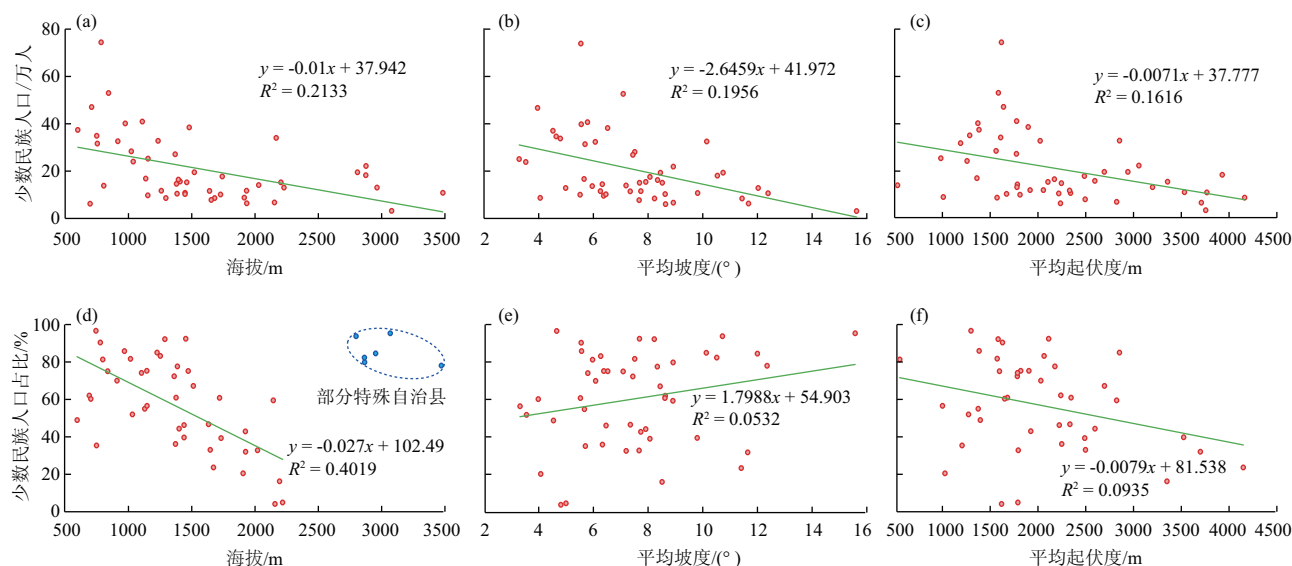 (a)
(b)
(c)
少数民族人口/万人
80
60
40
20
0
y = -0.01x + 37.942
R² = 0.2133
y = -2.6459x + 41.972
R² = 0.1956
y = -0.0071x + 37.777
R² = 0.1616
500 1000 1500 2000 2500 3000 3500
2 4 6 8 10 12 14 16
500 1000 1500 2000 2500 3000 3500 4000 4500
海拔/m
平均坡度/(°)
平均起伏度/m
(d)
(e)
(f)
少数民族人口占比/%
100
80
60
40
20
0
部分特殊自治县
y = -0.027x + 102.49
R² = 0.4019
y = 1.7988x + 54.903
R² = 0.0532
y = -0.0079x + 81.538
R² = 0.0935
500 1000 1500 2000 2500 3000 3500
2 4 6 8 10 12 14 16
500 1000 1500 2000 2500 3000 3500 4000 4500
海拔/m
平均坡度/(°)
平均起伏度/m